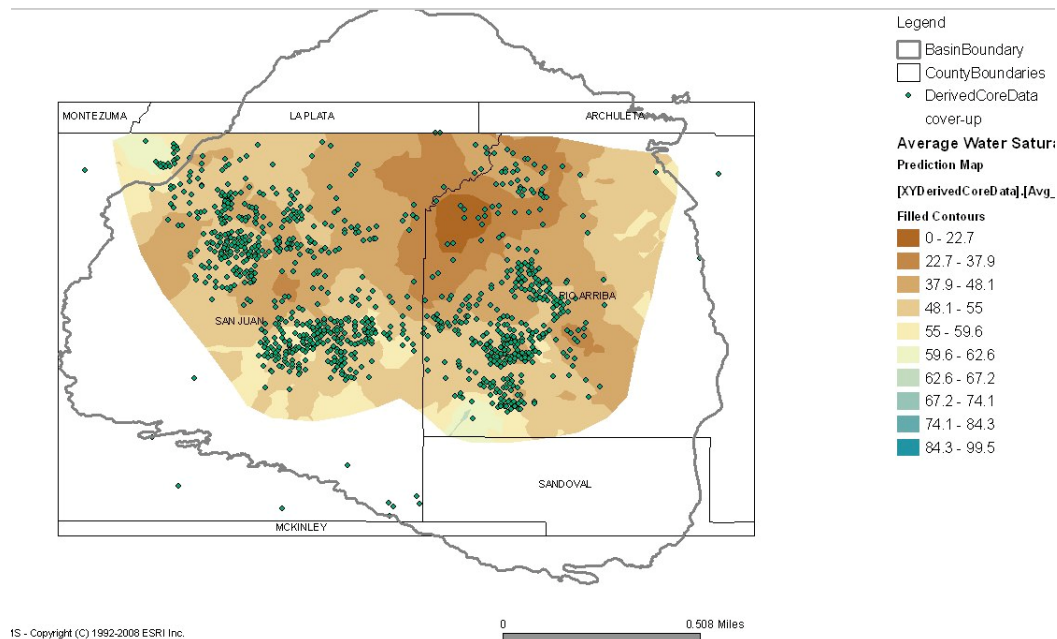 Legend
BasinBoundary
CountyBoundaries
DerivedCoreData
cover-up
Average Water Satura
Prediction Map
[XYDerivedCoreData].[Avg_
Filled Contours
0 - 22.7
22.7 - 37.9
37.9 - 48.1
48.1 - 55
55 - 59.6
59.6 - 62.6
62.6 - 67.2
67.2 - 74.1
74.1 - 84.3
84.3 - 99.5
MONTEZUMA
LA PLATA
ARCHULETA
RIO ARRIBA
SAN JUAN
SANDOVAL
MCKINLEY
0 0.508 Miles
1S - Copyright (C) 1992-2008 ESRI Inc.